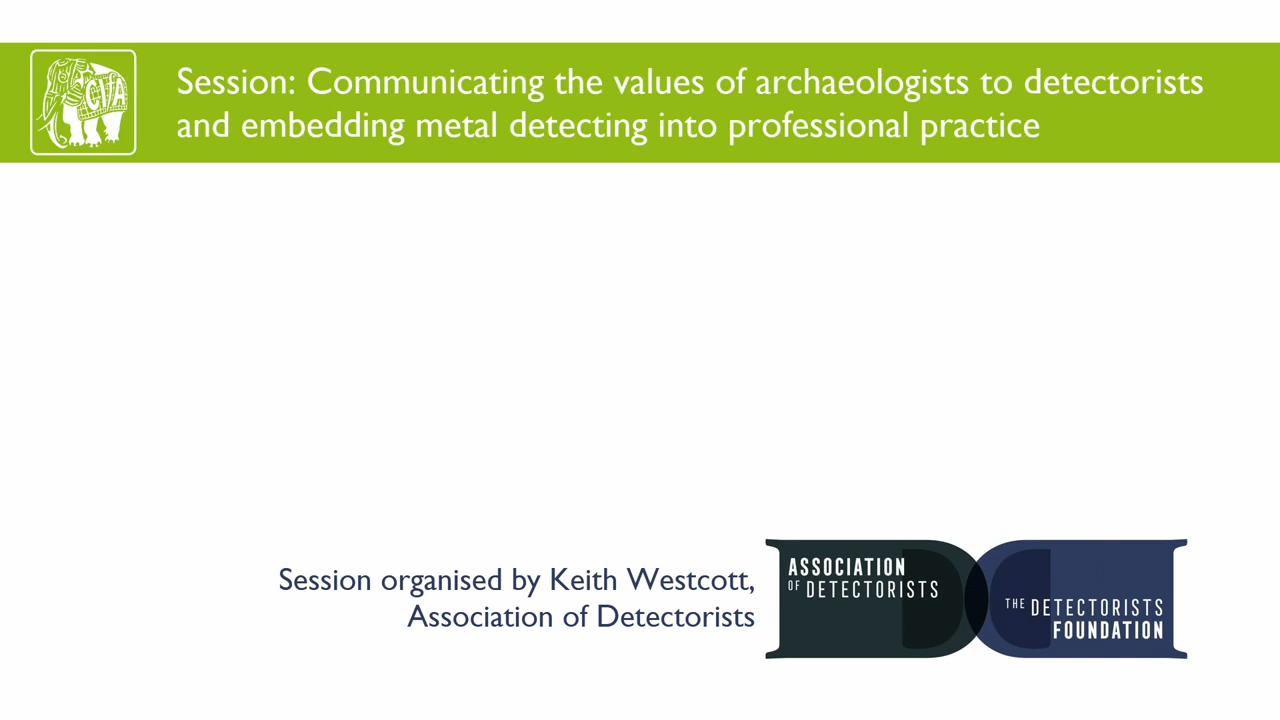 CIfA
Session: Communicating the values of archaeologists to detectorists
and embedding metal detecting into professional practice
Session organised by Keith Westcott,
Association of Detectorists
ASSOCIATION
OF DETECTORISTS
THE DETECTORISTS
FOUNDATION